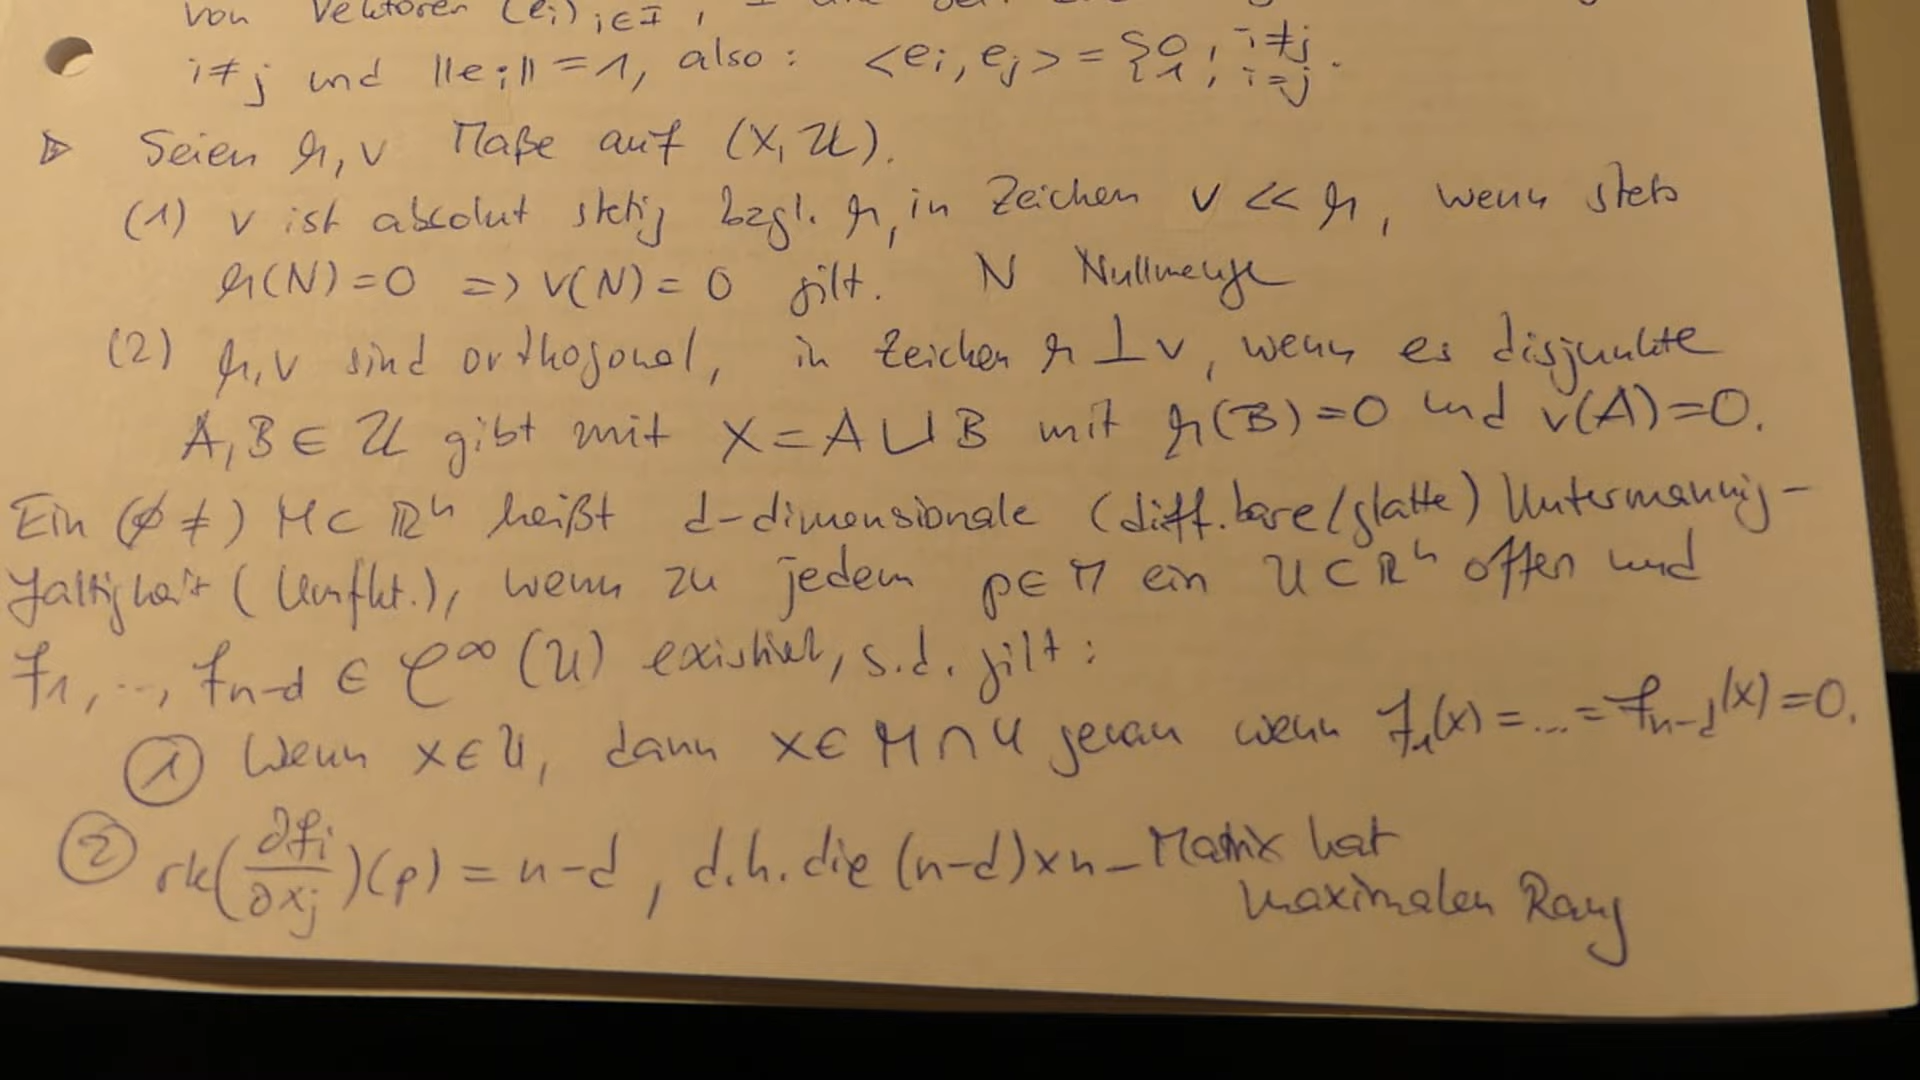 von Vektoren (eᵢ)ᵢ∈I,
i≠j und ||eᵢ||=1, also: <eᵢ, eⱼ> = {0, i≠j; 1, i=j.
▷ Seien μ, ν Maße auf (X, 𝒰).
(1) ν ist absolut stetig bzgl. μ, in Zeichen ν << μ, wenn stets
μ(N)=0 => ν(N)=0 gilt. N Nullmenge
(2) μ, ν sind orthogonal, in Zeichen μ⊥ν, wenn es disjunkte
A, B ∈ 𝒰 gibt mit X = A ⊔ B mit μ(B)=0 und ν(A)=0.
Ein (∅≠) M⊂ℝⁿ heißt d-dimensionale (diff.bare/glatte) Untermannig-
faltigkeit (Umfkt.), wenn zu jedem p∈M ein U⊂ℝⁿ offen und
f₁, ..., fₙ₋d ∈ C^∞(U) existiert, s.d. gilt:
① Wenn x∈U, dann x∈M∩U genau wenn f₁(x)=...=fₙ₋d(x)=0.
② rk(∂fᵢ/∂xⱼ)(p) = n-d, d.h. die (n-d)×n-Matrix hat
maximalen Rang